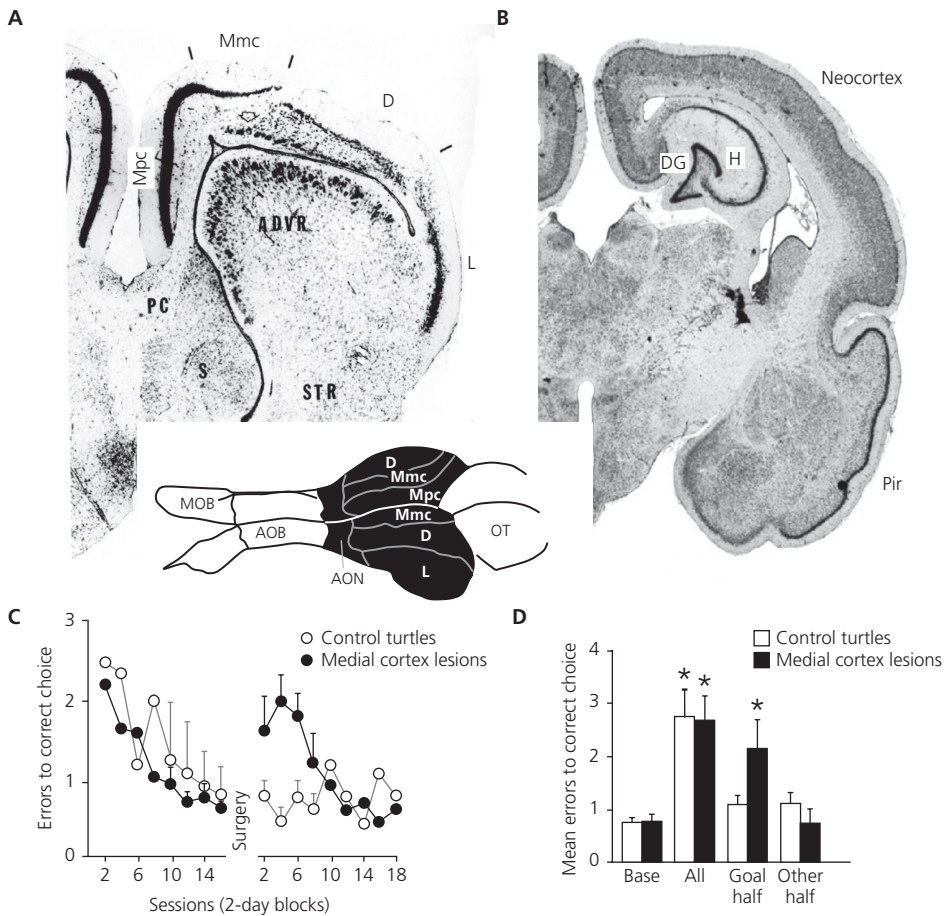 A
Mmc
D
Mpc
ADVR
L
PC
S
STR
B
Neocortex
DG
H
Pir
D
Mmc
Mpc
MOB
Mmc
AOB
D
OT
L
AON
C
Errors to correct choice
3
2
1
0
Control turtles
Medial cortex lesions
Surgery
2 6 10 14 2 6 10 14 18
Sessions (2-day blocks)
D
Mean errors to correct choice
4
3
2
1
0
Control turtles
Medial cortex lesions
* * *
Base All Goal half Other half